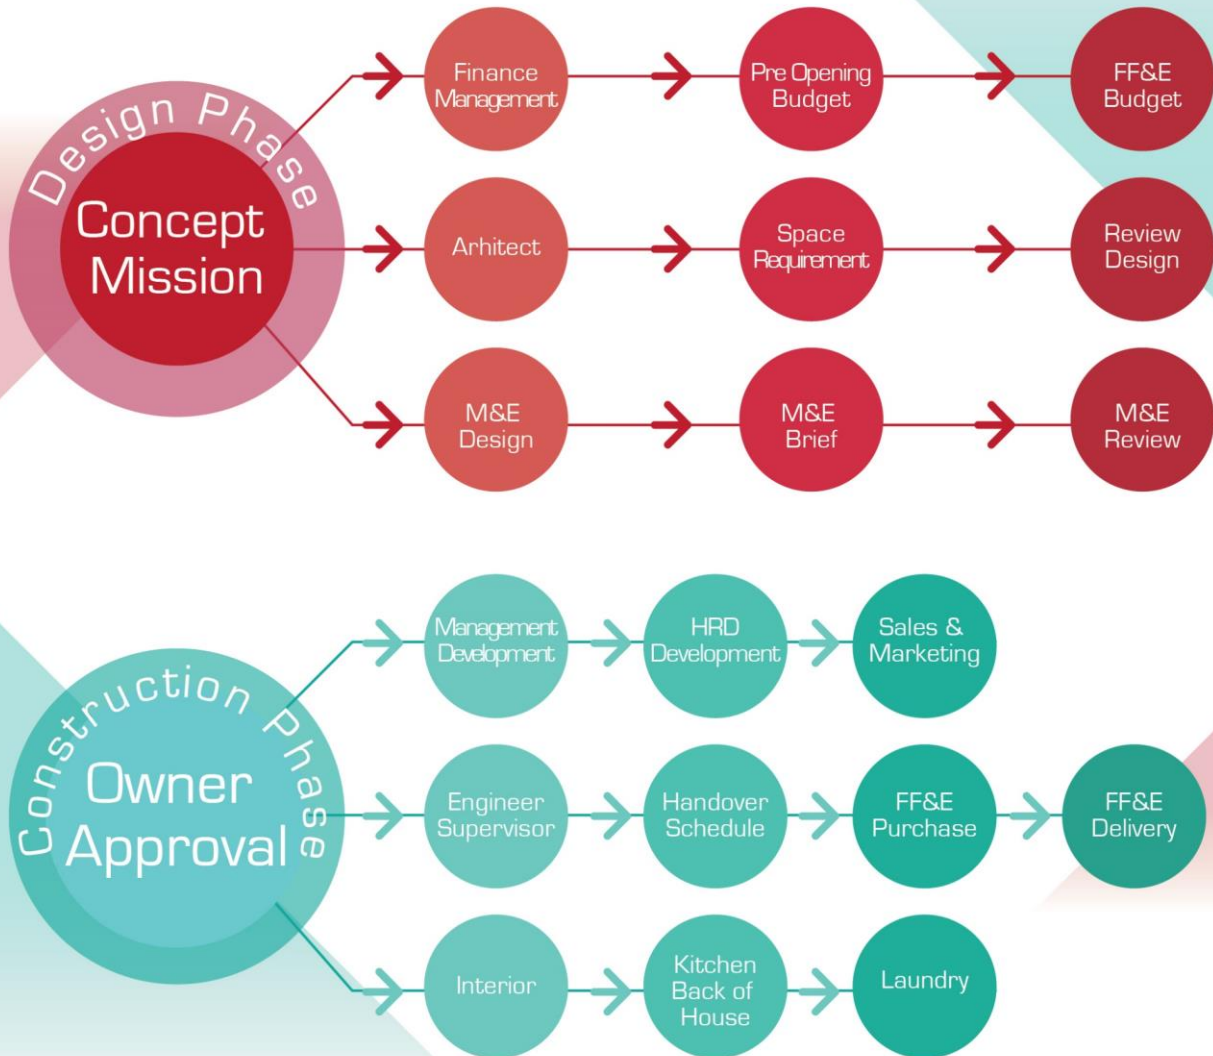 Design Phase
Concept
Mission
Finance
Management
Pre Opening
Budget
FF&E
Budget
Arhitect
Space
Requirement
Review
Design
M&E
Design
M&E
Brief
M&E
Review
Construction Phase
Owner
Approval
Management
Development
HRD
Development
Sales &
Marketing
Engineer
Supervisor
Handover
Schedule
FF&E
Purchase
FF&E
Delivery
Interior
Kitchen
Back of
House
Laundry